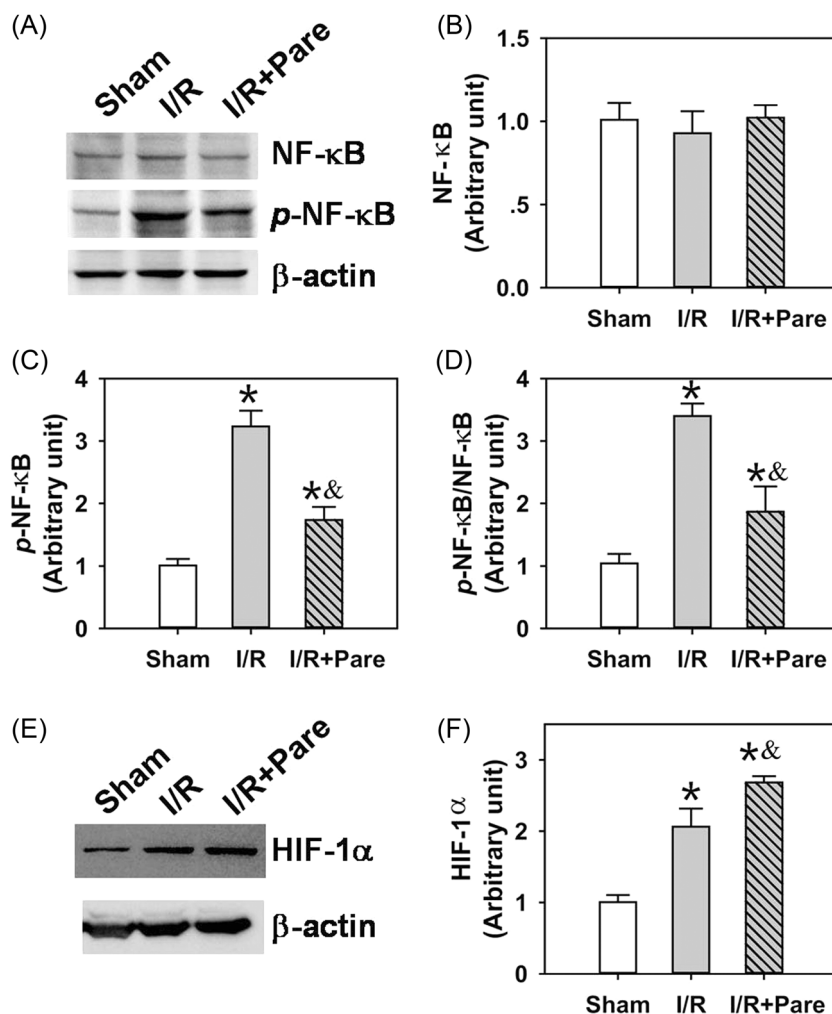 (A)
Sham
I/R
I/R+Pare
NF-κB
p-NF-κB
β-actin
(B)
NF-κB
(Arbitrary unit)
1.5
1.0
.5
0.0
Sham I/R I/R+Pare
(C)
p-NF-κB
(Arbitrary unit)
4
3
2
1
0
*
*&
Sham I/R I/R+Pare
(D)
p-NF-κB/NF-κB
(Arbitrary unit)
4
3
2
1
0
*
*&
Sham I/R I/R+Pare
(E)
Sham
I/R
I/R+Pare
HIF-1α
β-actin
(F)
HIF-1α
(Arbitrary unit)
3
2
1
0
*
*&
Sham I/R I/R+Pare